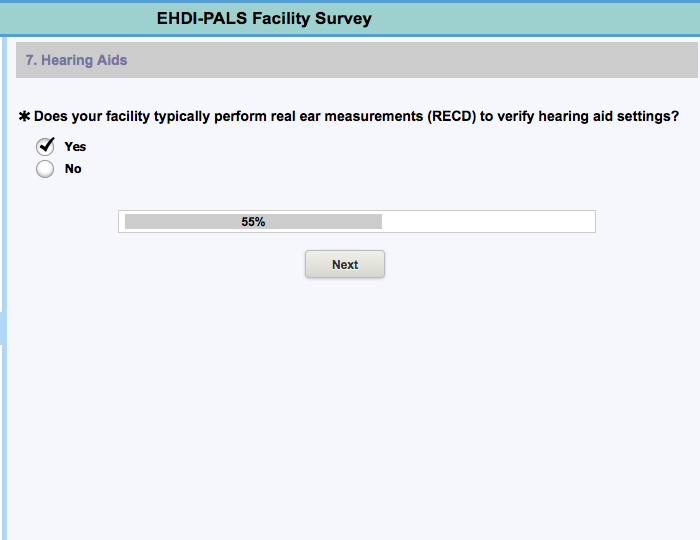 EHDI-PALS Facility Survey
7. Hearing Aids
✱ Does your facility typically perform real ear measurements (RECD) to verify hearing aid settings?
Yes
No
55%
Next